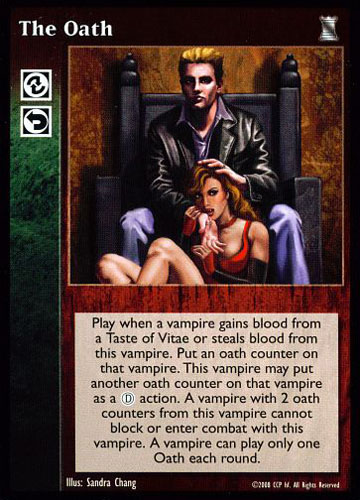 The Oath
Play when a vampire gains blood from
a Taste of Vitae or steals blood from
this vampire. Put an oath counter on
that vampire. This vampire may put
another oath counter on that vampire
as a Ⓓ action. A vampire with 2 oath
counters from this vampire cannot
block or enter combat with this
vampire. A vampire can play only one
Oath each round.
Illus: Sandra Chang
©2008 CCP hf. All Rights Reserved